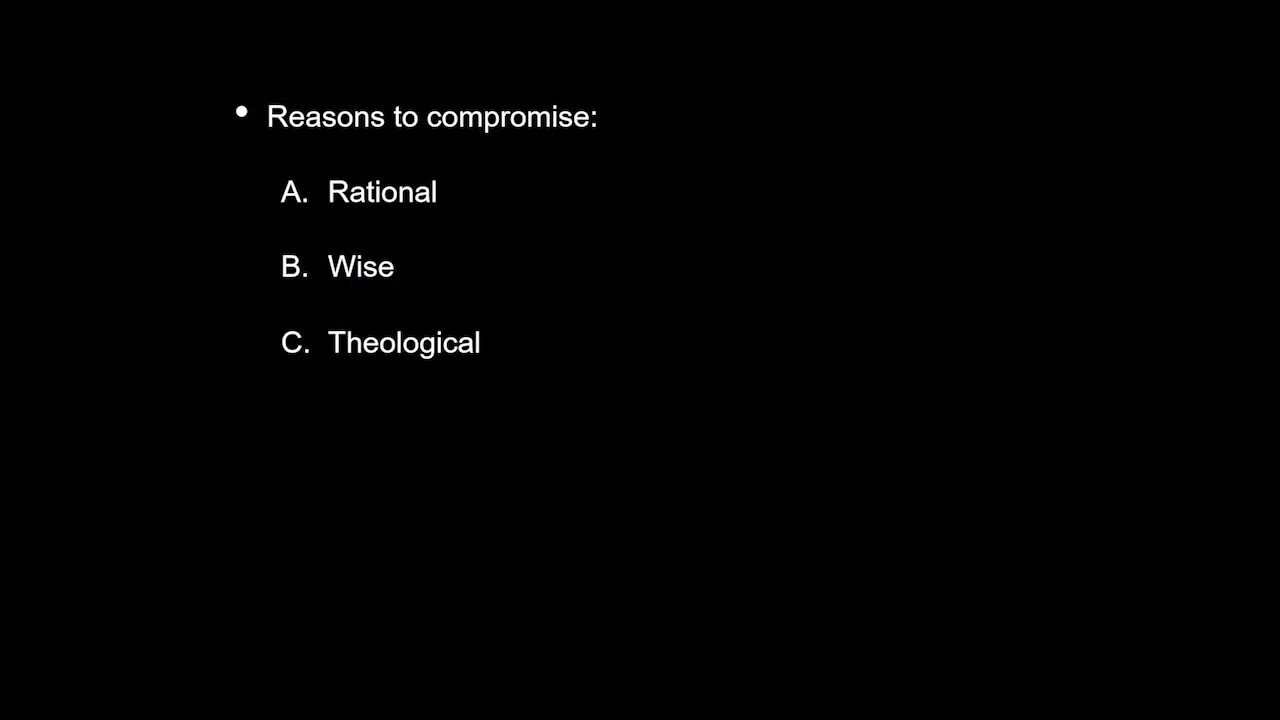 • Reasons to compromise:
A. Rational
B. Wise
C. Theological